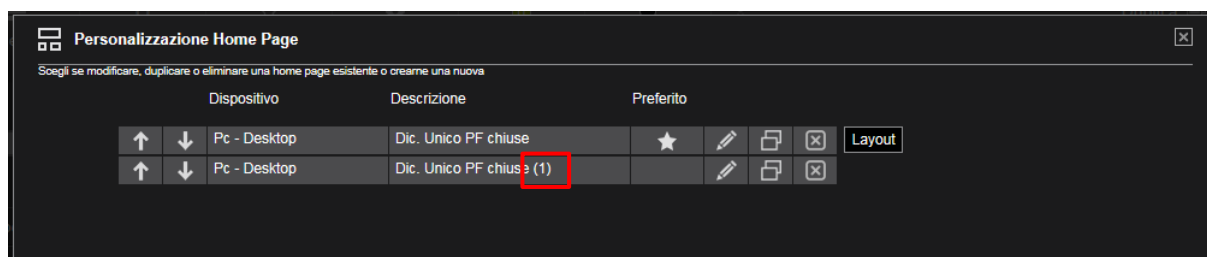 Personalizzazione Home Page
Scegli se modificare, duplicare o eliminare una home page esistente o crearne una nuova
Dispositivo Descrizione Preferito
Pc - Desktop Dic. Unico PF chiuse Layout
Pc - Desktop Dic. Unico PF chiuse (1)